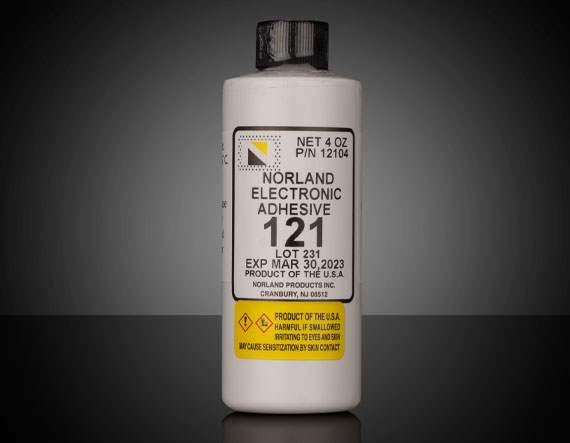 NET 4 OZ
P/N 12104
NORLAND
ELECTRONIC
ADHESIVE
121
LOT 231
EXP MAR 30,2023
PRODUCT OF THE U.S.A.
NORLAND PRODUCTS INC.
CRANBURY, NJ 08512
PRODUCT OF THE U.S.A.
HARMFUL IF SWALLOWED
IRRITATING TO EYES AND SKIN
MAY CAUSE SENSITIZATION BY SKIN CONTACT